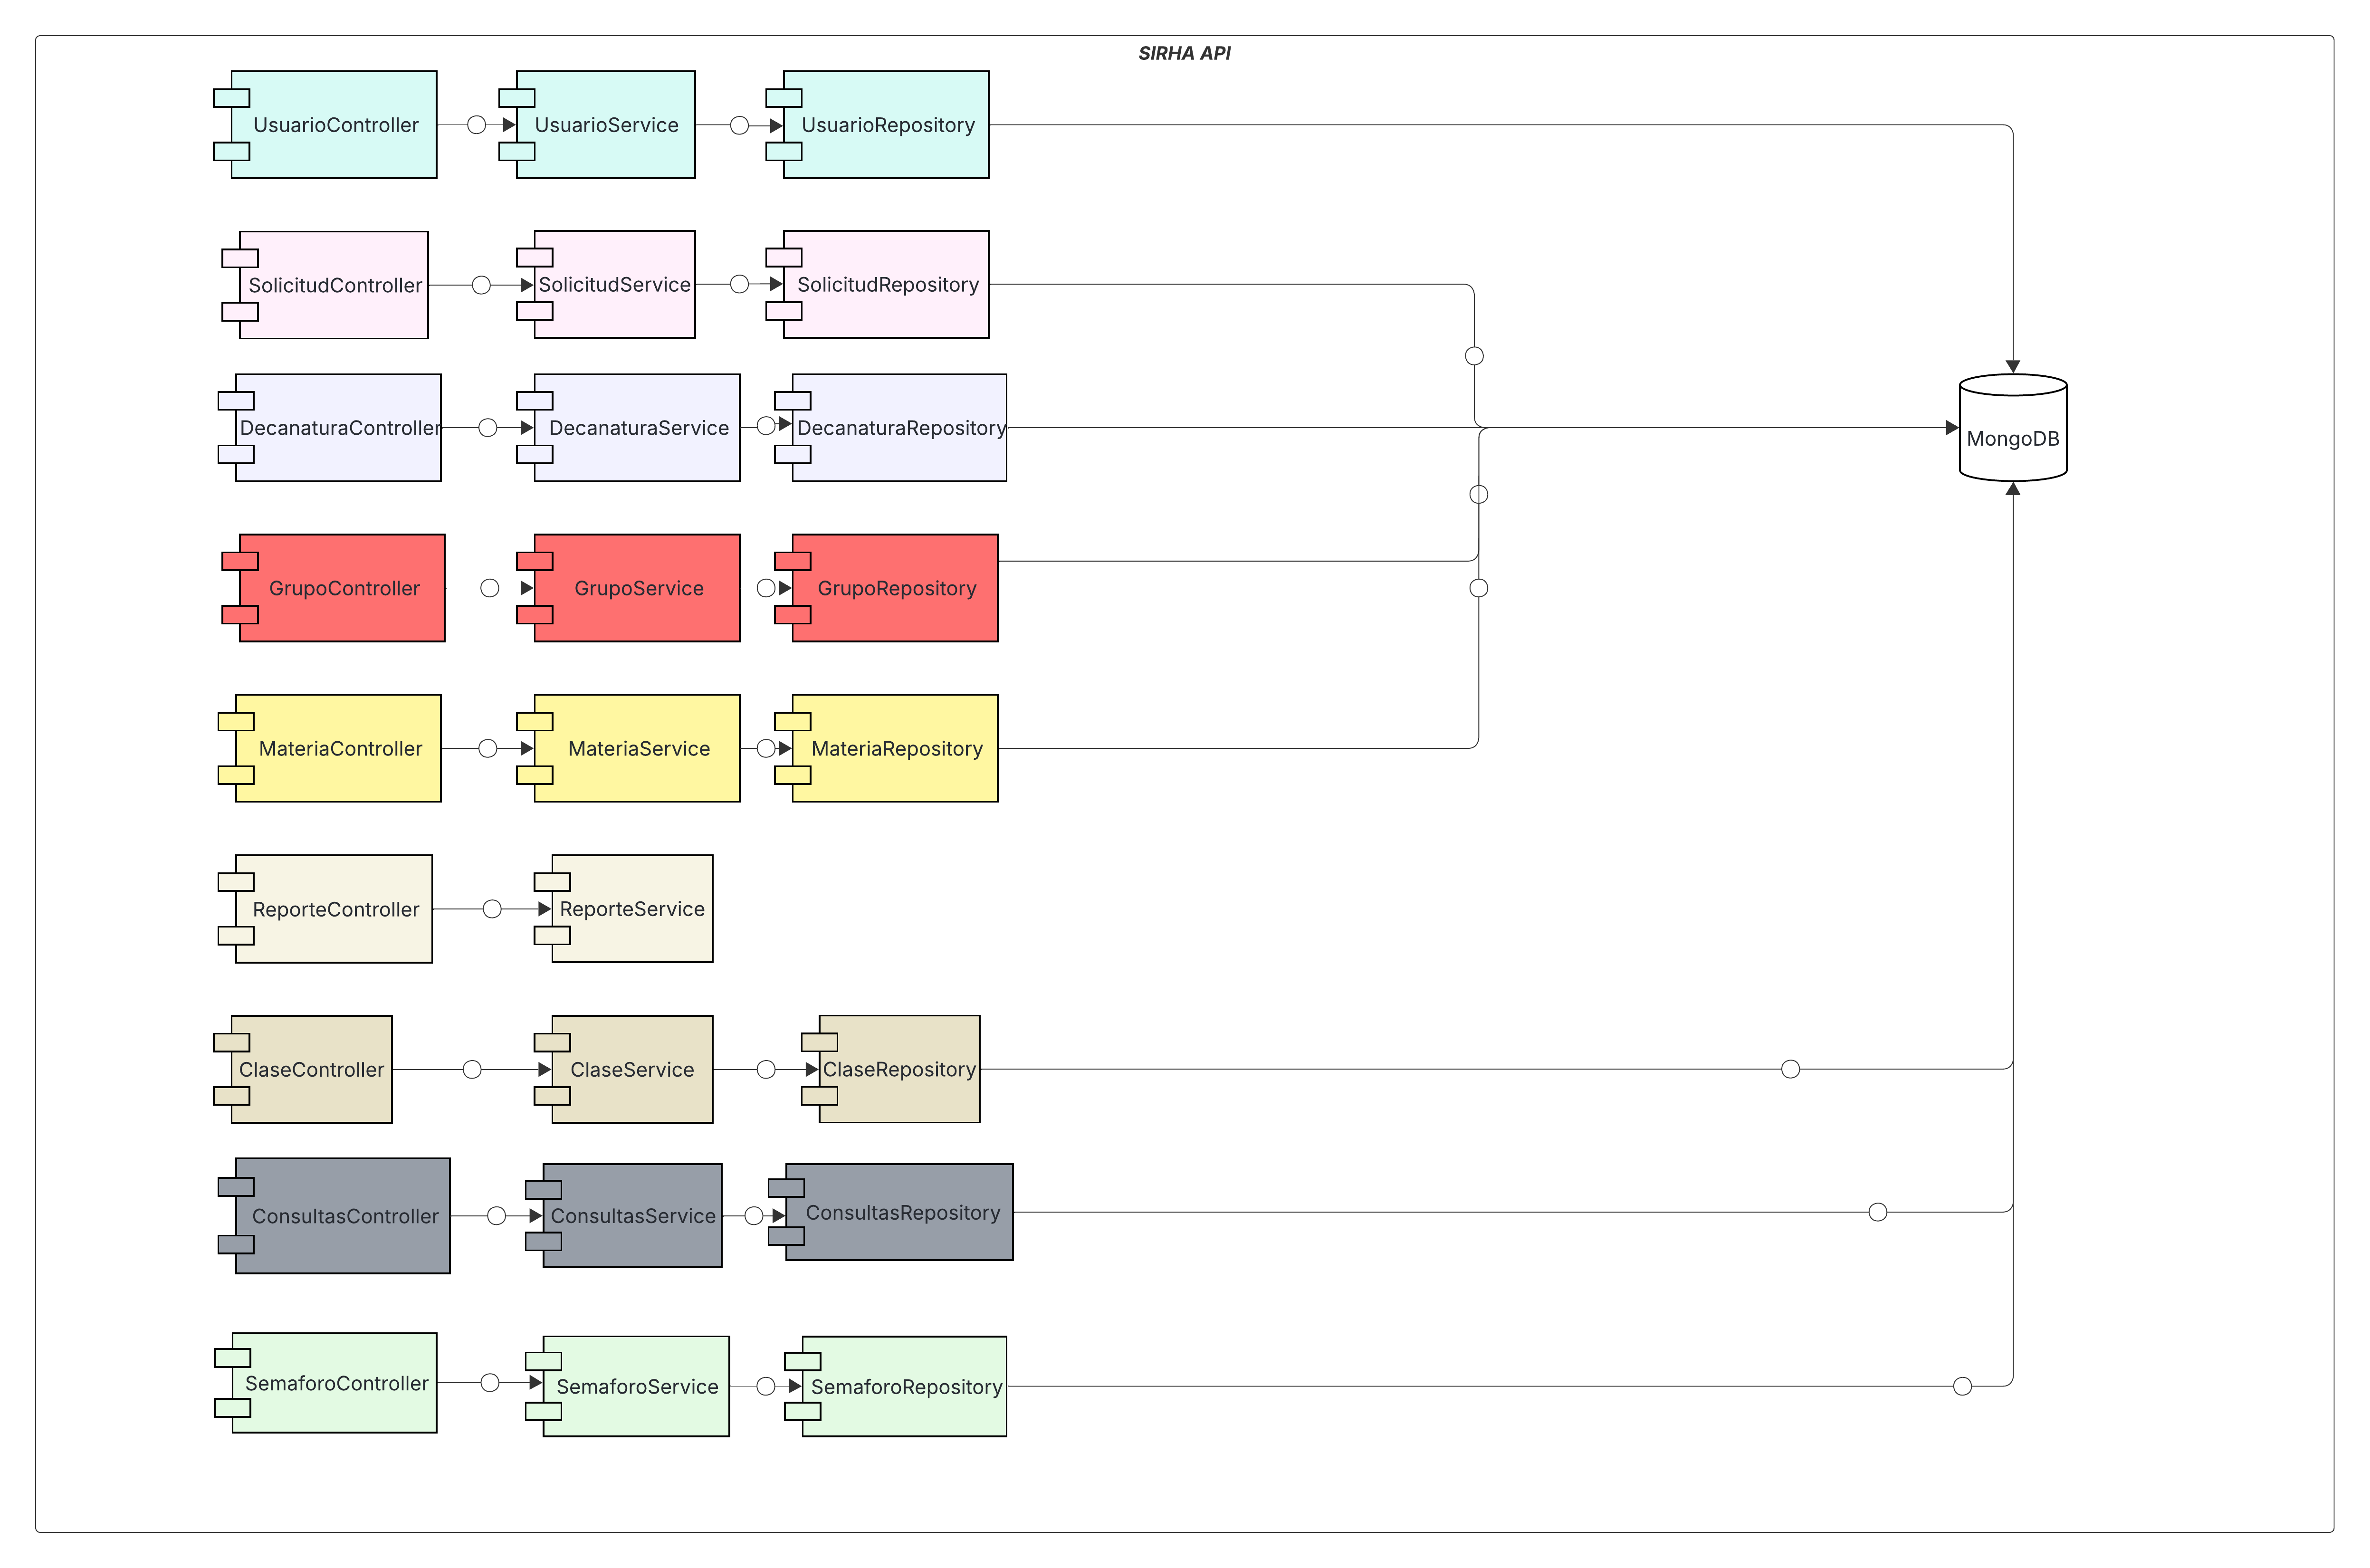 SIRHA API
UsuarioController
UsuarioService
UsuarioRepository
SolicitudController
SolicitudService
SolicitudRepository
DecanaturaController
DecanaturaService
DecanaturaRepository
MongoDB
GrupoController
GrupoService
GrupoRepository
MateriaController
MateriaService
MateriaRepository
ReporteController
ReporteService
ClaseController
ClaseService
ClaseRepository
ConsultasController
ConsultasService
ConsultasRepository
SemaforoController
SemaforoService
SemaforoRepository